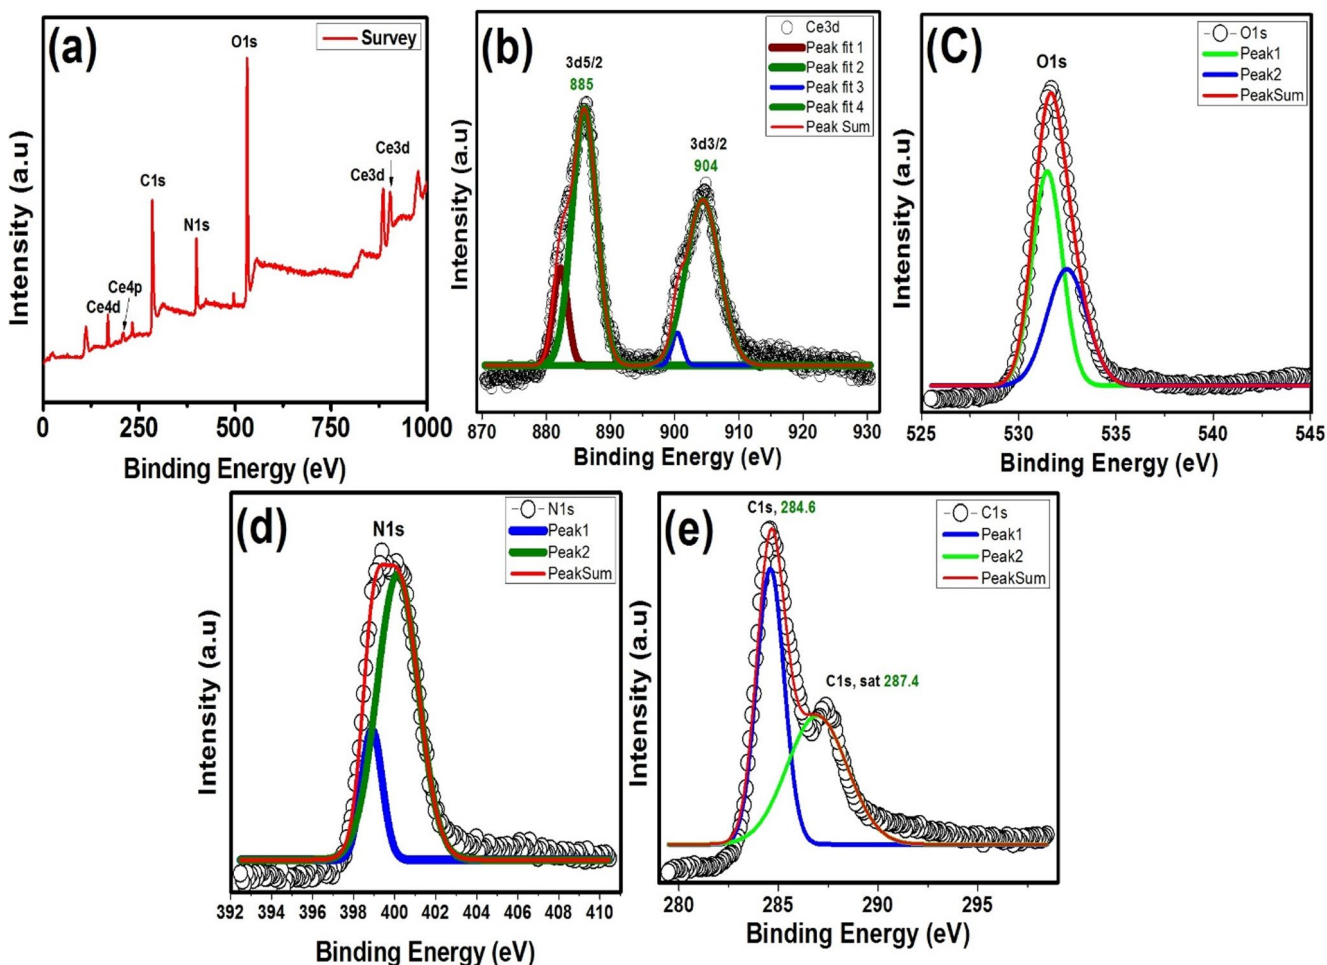 (a)
Survey
O1s
C1s
N1s
Ce4d
Ce4p
Ce3d
Ce3d
Intensity (a.u)
0 250 500 750 1000
Binding Energy (eV)
(b)
Ce3d
Peak fit 1
Peak fit 2
Peak fit 3
Peak fit 4
Peak Sum
3d5/2
885
3d3/2
904
Intensity (a.u)
870 880 890 900 910 920 930
Binding Energy (eV)
(C)
O1s
Peak1
Peak2
PeakSum
O1s
Intensity (a.u)
525 530 535 540 545
Binding Energy (eV)
(d)
N1s
Peak1
Peak2
PeakSum
N1s
Intensity (a.u)
392 394 396 398 400 402 404 406 408 410
Binding Energy (eV)
(e)
C1s
Peak1
Peak2
PeakSum
C1s, 284.6
C1s, sat 287.4
Intensity (a.u)
280 285 290 295
Binding Energy (eV)